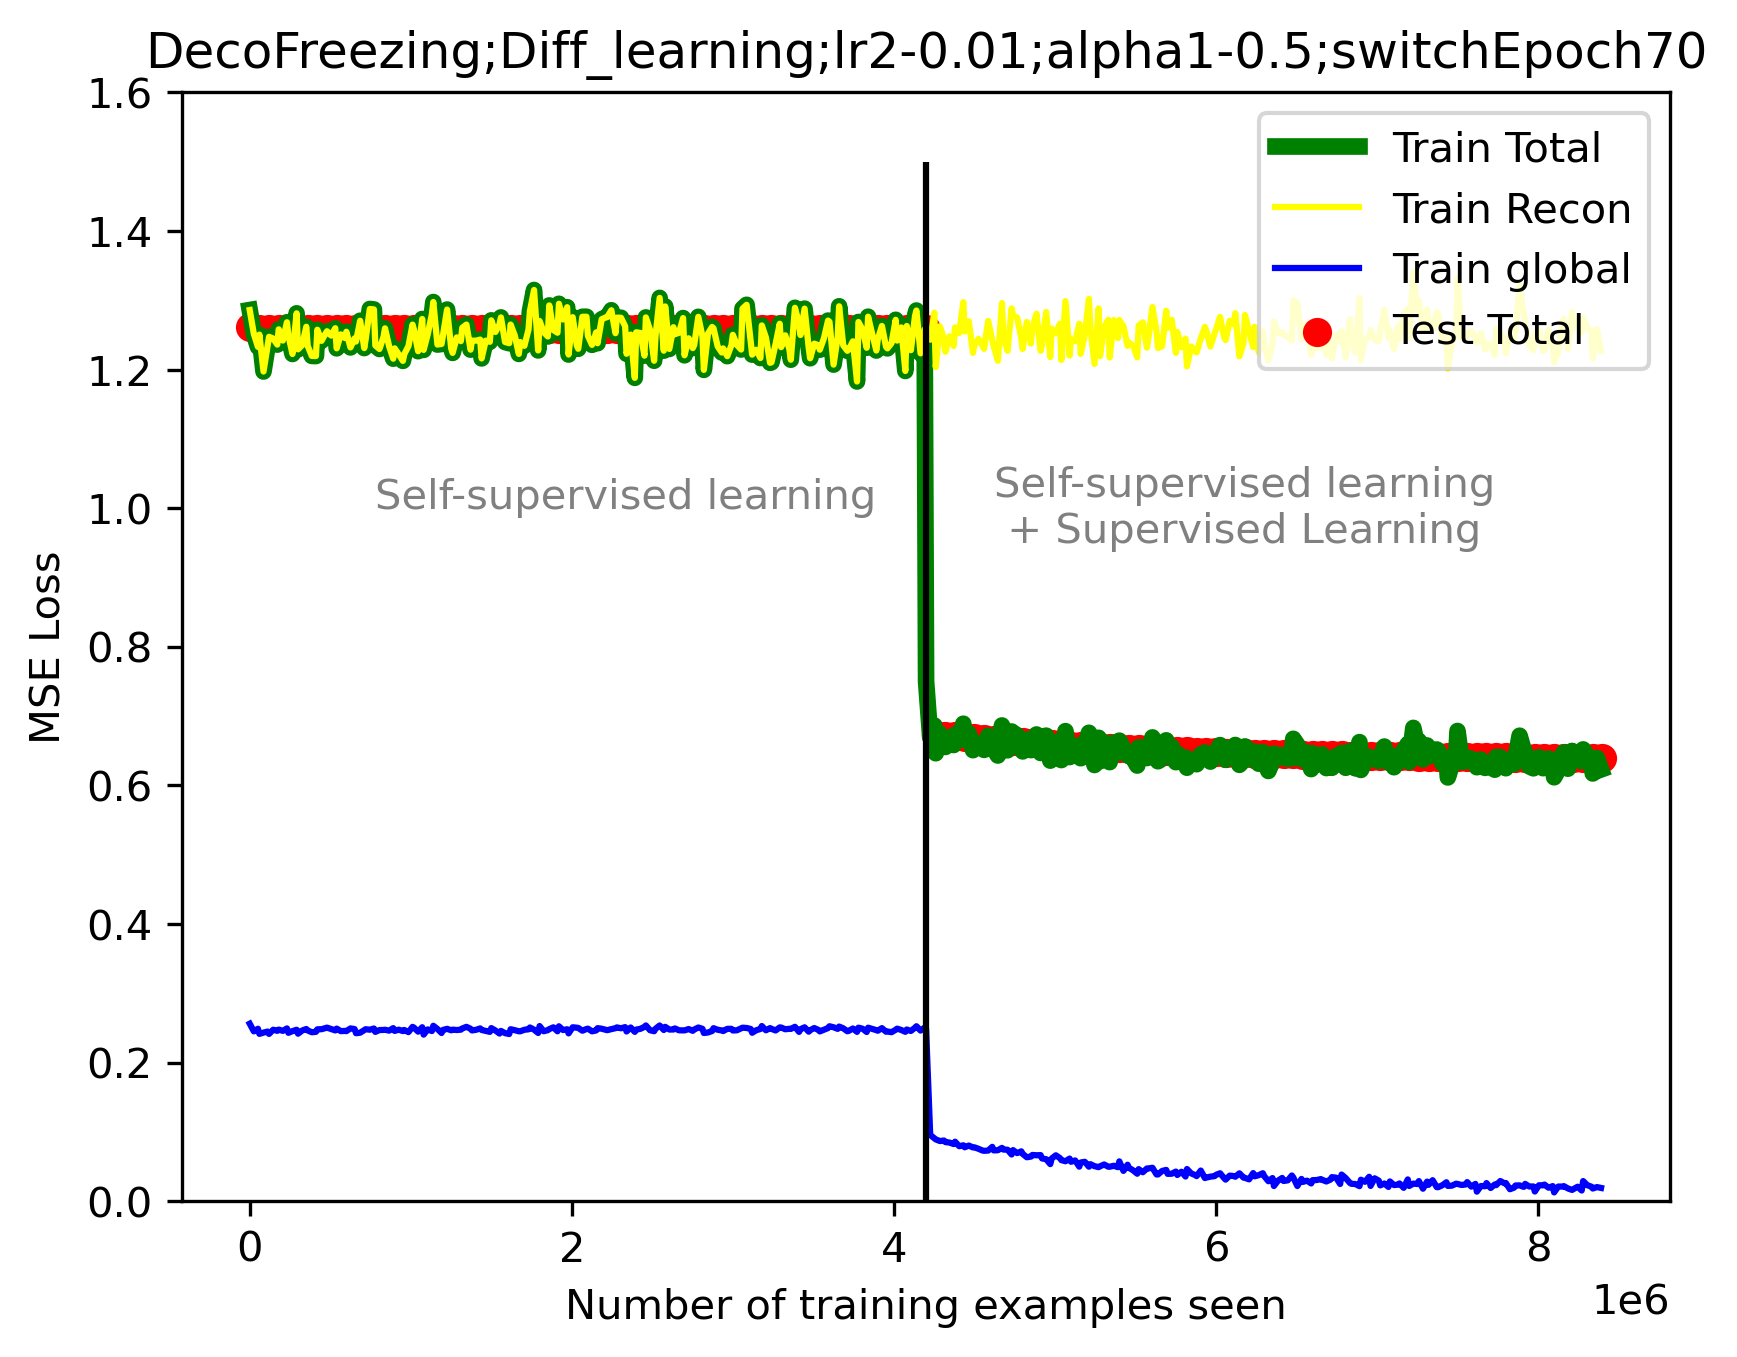 DecoFreezing;Diff_learning;lr2-0.01;alpha1-0.5;switchEpoch70
1.6
1.4
1.2
1.0
0.8
0.6
0.4
0.2
0.0
MSE Loss
Train Total
Train Recon
Train global
Test Total
Self-supervised learning
Self-supervised learning
+ Supervised Learning
0 2 4 6 8
1e6
Number of training examples seen